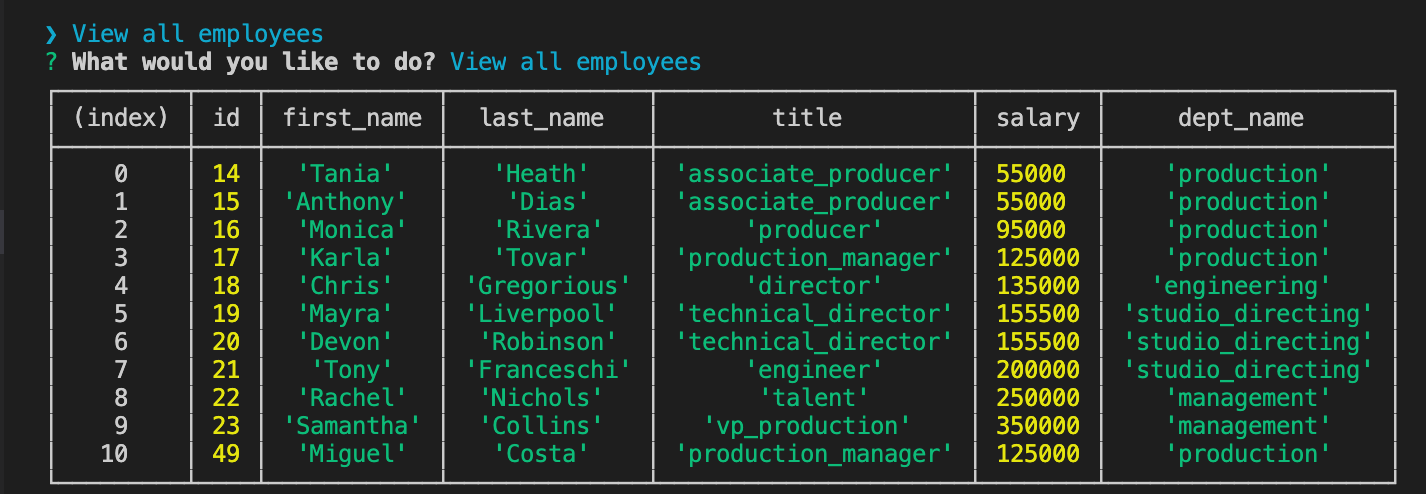 ❯ View all employees
? What would you like to do? View all employees
(index) id first_name last_name title salary dept_name
0 14 'Tania' 'Heath' 'associate_producer' 55000 'production'
1 15 'Anthony' 'Dias' 'associate_producer' 55000 'production'
2 16 'Monica' 'Rivera' 'producer' 95000 'production'
3 17 'Karla' 'Tovar' 'production_manager' 125000 'production'
4 18 'Chris' 'Gregorious' 'director' 135000 'engineering'
5 19 'Mayra' 'Liverpool' 'technical_director' 155500 'studio_directing'
6 20 'Devon' 'Robinson' 'technical_director' 155500 'studio_directing'
7 21 'Tony' 'Franceschi' 'engineer' 200000 'studio_directing'
8 22 'Rachel' 'Nichols' 'talent' 250000 'management'
9 23 'Samantha' 'Collins' 'vp_production' 350000 'management'
10 49 'Miguel' 'Costa' 'production_manager' 125000 'production'